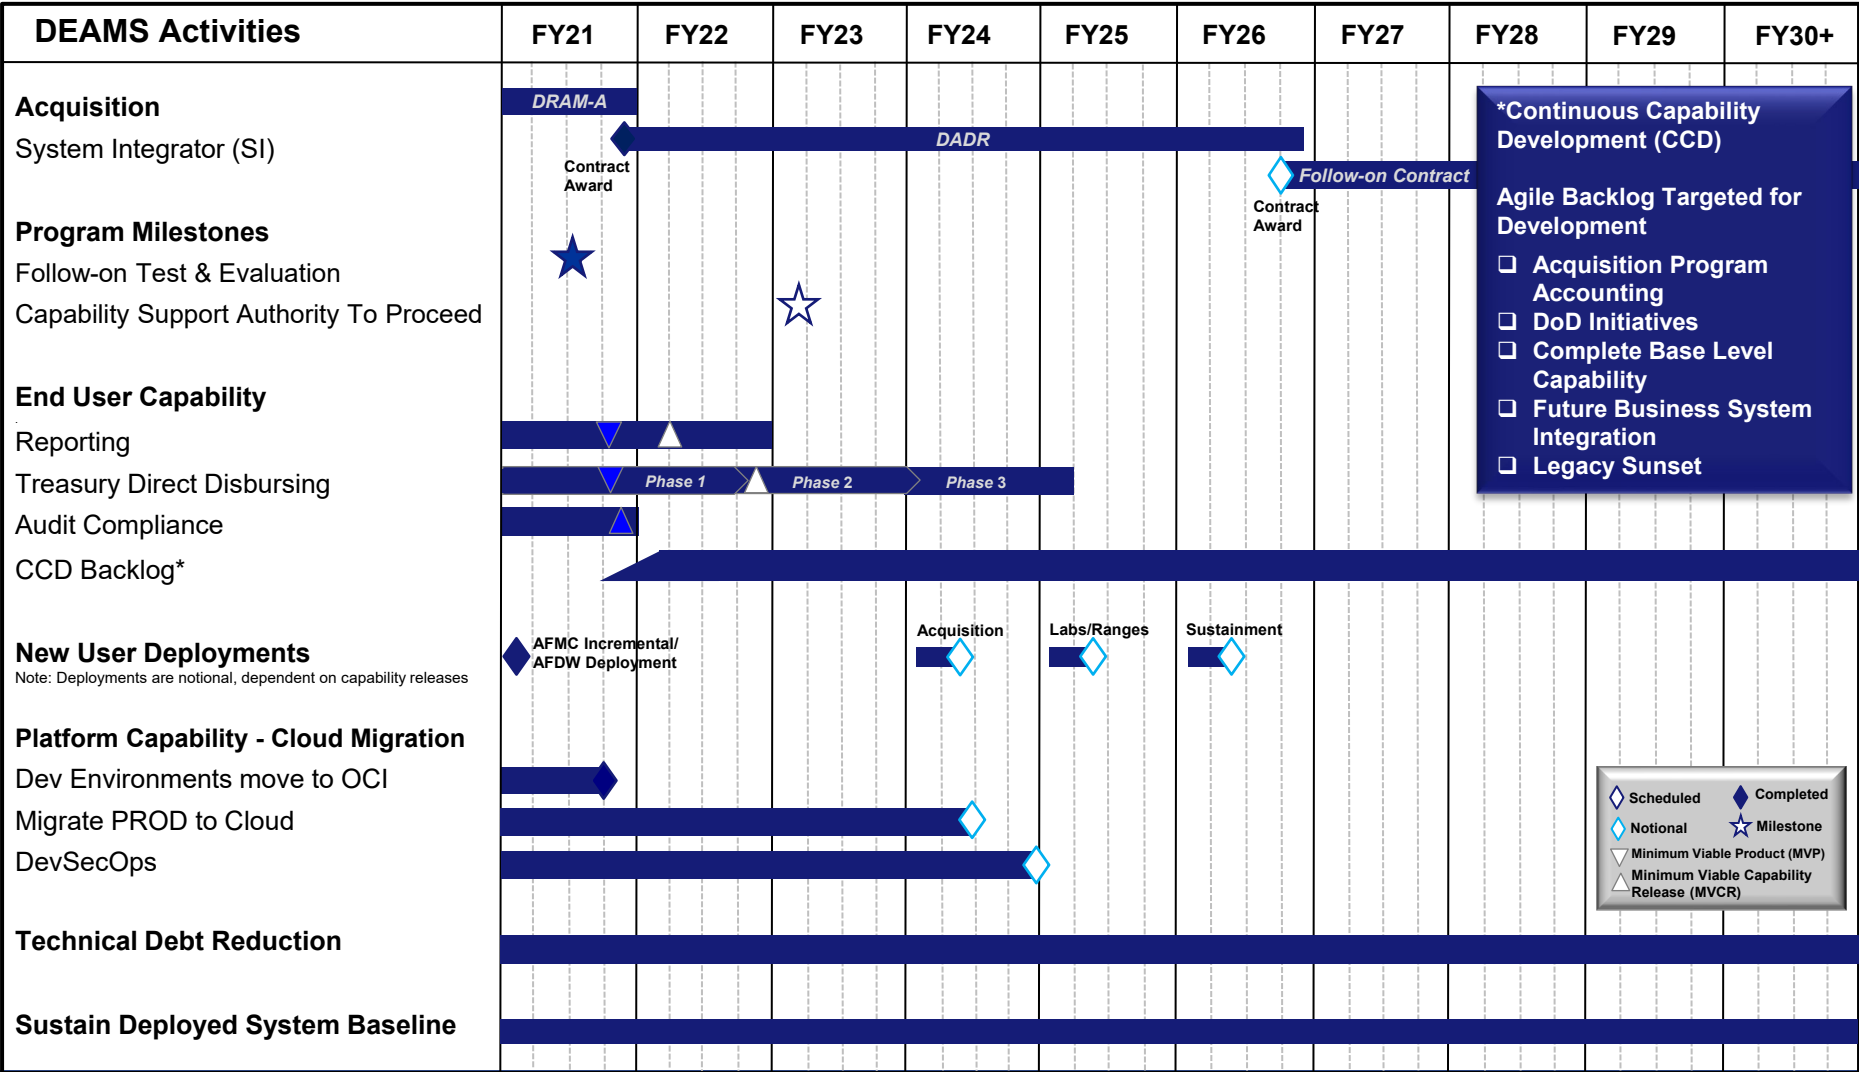 DEAMS Activities
FY21 FY22 FY23 FY24 FY25 FY26 FY27 FY28 FY29 FY30+
Acquisition
DRAM-A
System Integrator (SI)
DADR
Contract
Award
Follow-on Contract
Contract
Award
Program Milestones
Follow-on Test & Evaluation
Capability Support Authority To Proceed
*Continuous Capability
Development (CCD)
Agile Backlog Targeted for
Development
❑ Acquisition Program
Accounting
❑ DoD Initiatives
❑ Complete Base Level
Capability
❑ Future Business System
Integration
❑ Legacy Sunset
End User Capability
Reporting
Treasury Direct Disbursing
Phase 1 Phase 2 Phase 3
Audit Compliance
CCD Backlog*
New User Deployments
Note: Deployments are notional, dependent on capability releases
AFMC Incremental/
AFDW Deployment
Acquisition
Labs/Ranges
Sustainment
Platform Capability - Cloud Migration
Dev Environments move to OCI
Migrate PROD to Cloud
DevSecOps
Scheduled Completed
Notional Milestone
Minimum Viable Product (MVP)
Minimum Viable Capability
Release (MVCR)
Technical Debt Reduction
Sustain Deployed System Baseline